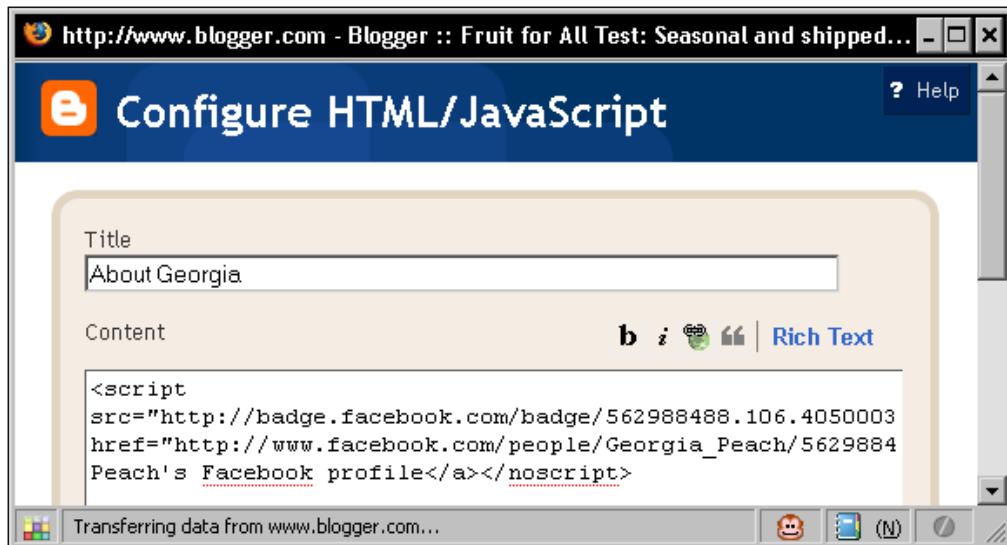 http://www.blogger.com - Blogger :: Fruit for All Test: Seasonal and shipped...
Configure HTML/JavaScript
? Help
Title
About Georgia
Content
b i Rich Text
<script
src="http://badge.facebook.com/badge/562988488.106.4050003
href="http://www.facebook.com/people/Georgia_Peach/5629884
Peach's Facebook profile</a></noscript>
Transferring data from www.blogger.com...
(N)